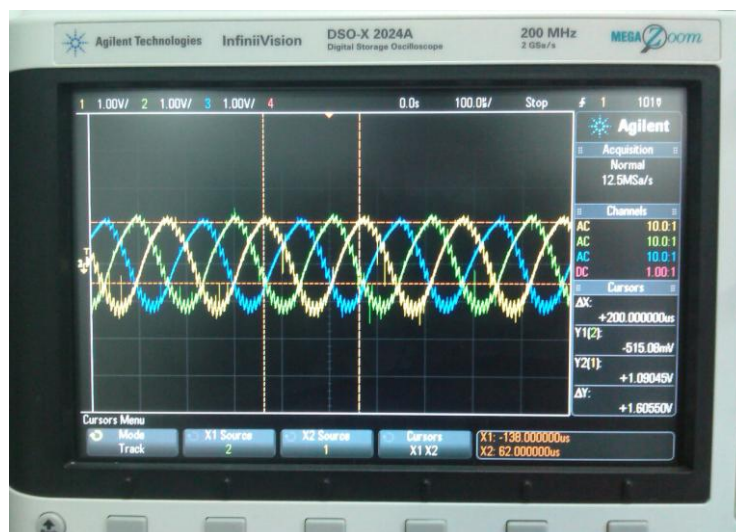 Agilent Technologies InfiniiVision DSO-X 2024A Digital Storage Oscilloscope 200 MHz 2 GSa/s MEGA Zoom
1 1.00V/ 2 1.00V/ 3 1.00V/ 4 0.0s 100.0 Stop 1
Agilent
Acquisition
Normal
12.5MSa/s
Channels
AC 10.0:1
AC 10.0:1
AC 10.0:1
DC 1.00:1
Cursors
ΔX:
+200.000000us
Y1(2):
-515.08mV
Y2(1):
+1.09045V
ΔY:
+1.60550V
Cursors Menu
Mode
Track
X1 Source
2
X2 Source
1
Cursors
X1 X2
X1: -138.000000us
X2: 62.000000us